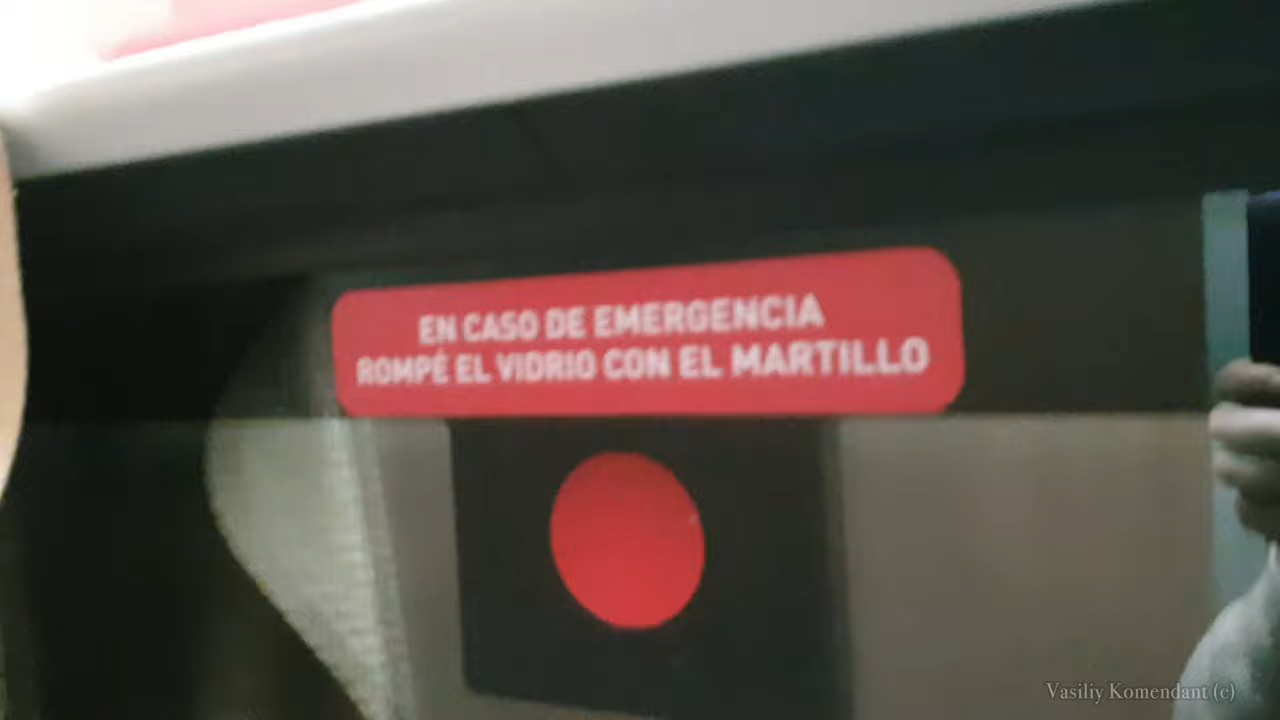 EN CASO DE EMERGENCIA
ROMPÉ EL VIDRIO CON EL MARTILLO
Vasiliy Komendant (c)